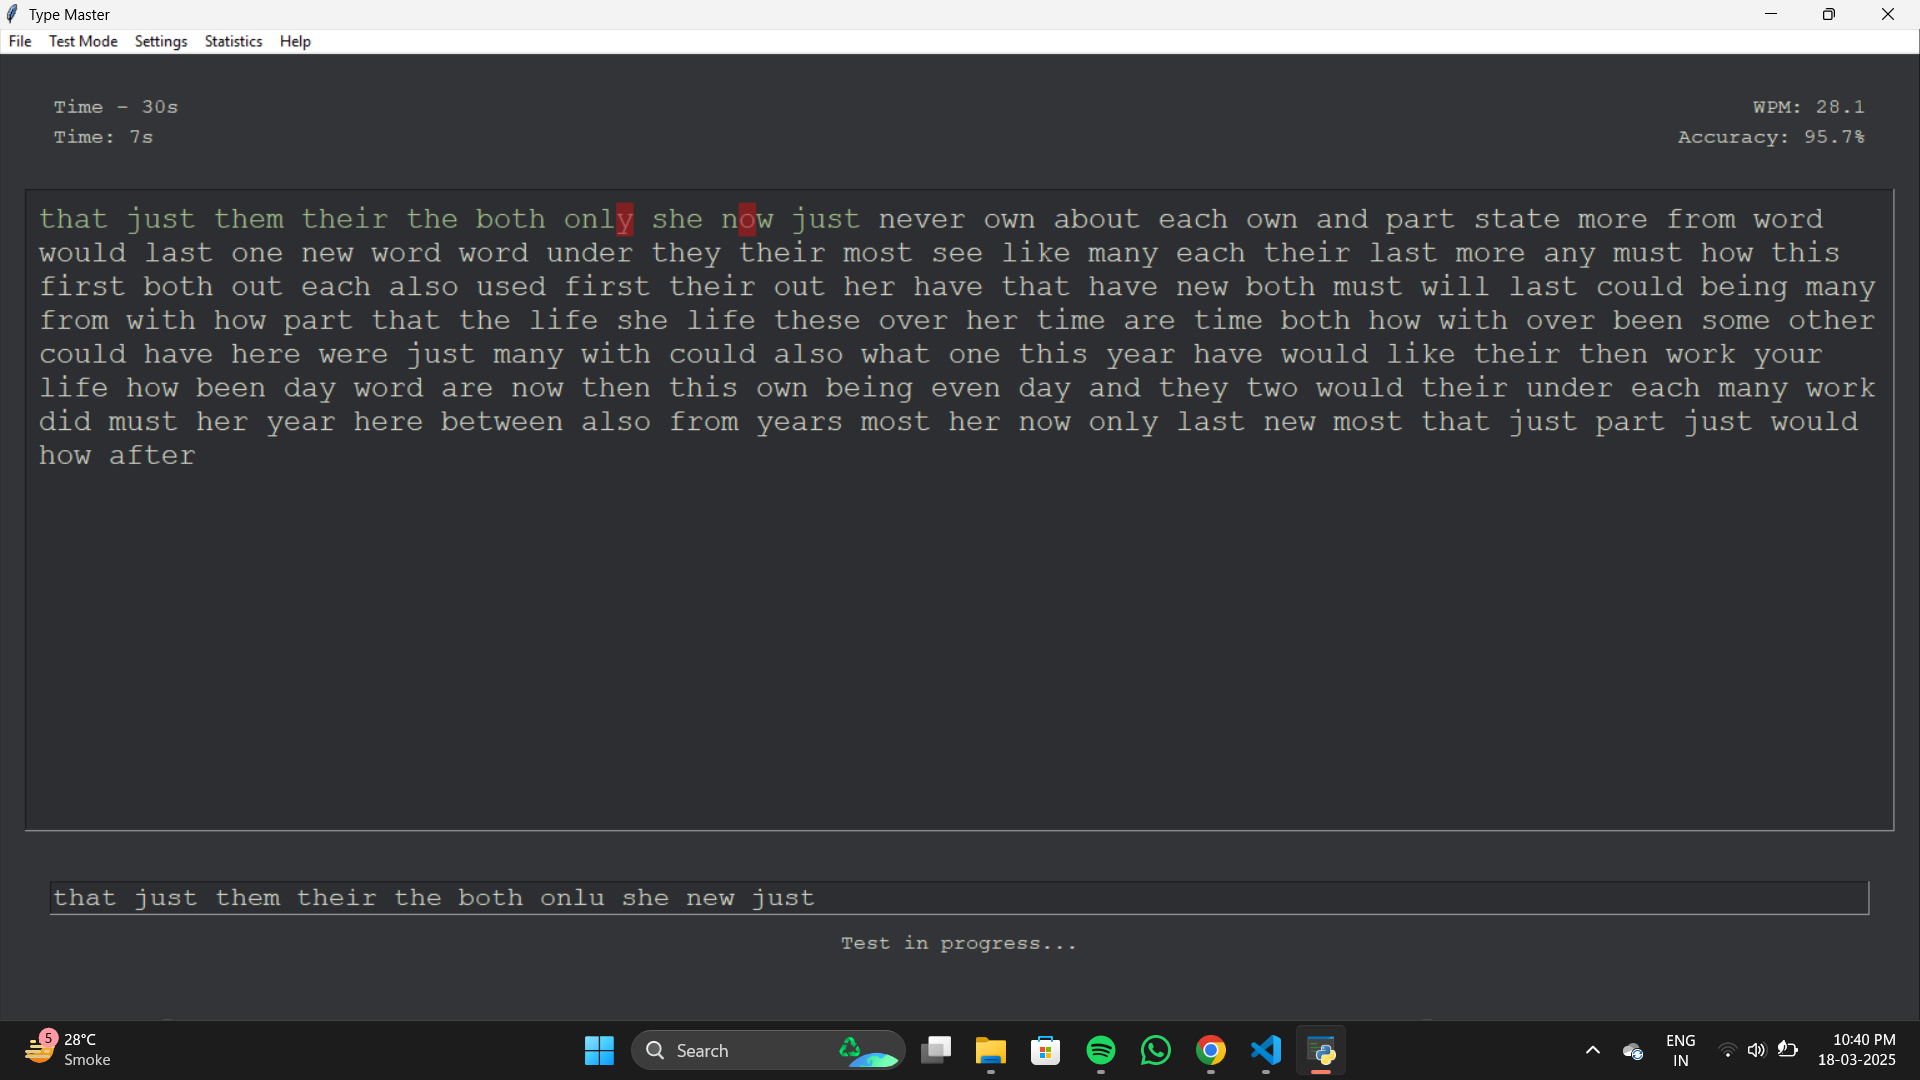 Type Master
File Test Mode Settings Statistics Help
Time - 30s
WPM: 28.1
Time: 7s
Accuracy: 95.7%
that just them their the both only she now just never own about each own and part state more from word
would last one new word word under they their most see like many each their last more any must how this
first both out each also used first their out her have that have new both must will last could being many
from with how part that the life she life these over her time are time both how with over been some other
could have here were just many with could also what one this year have would like their then work your
life how been day word are now then this own being even day and they two would their under each many work
did must her year here between also from years most her now only last new most that just part just would
how after
that just them their the both onlu she new just
Test in progress...
5
28°C
Smoke
Search
ENG
IN
10:40 PM
18-03-2025